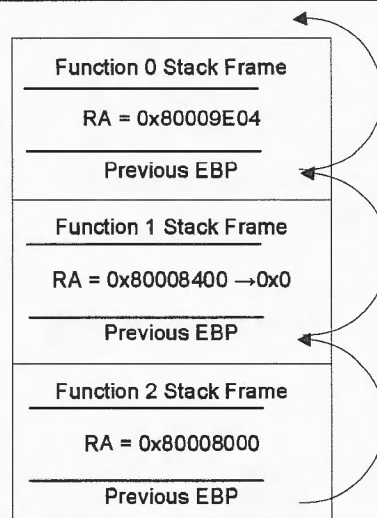 Function 0 Stack Frame
RA = 0x80009E04
Previous EBP
Function 1 Stack Frame
RA = 0x80008400 →0x0
Previous EBP
Function 2 Stack Frame
RA = 0x80008000
Previous EBP